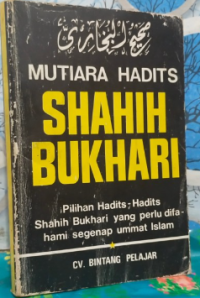 صحيح البخاري
MUTIARA HADITS
SHAHIH
BUKHARI
Pilihan Hadits-Hadits
Shahih Bukhari yang perlu difa-
hami segenap ummat Islam
CV. BINTANG PELAJAR